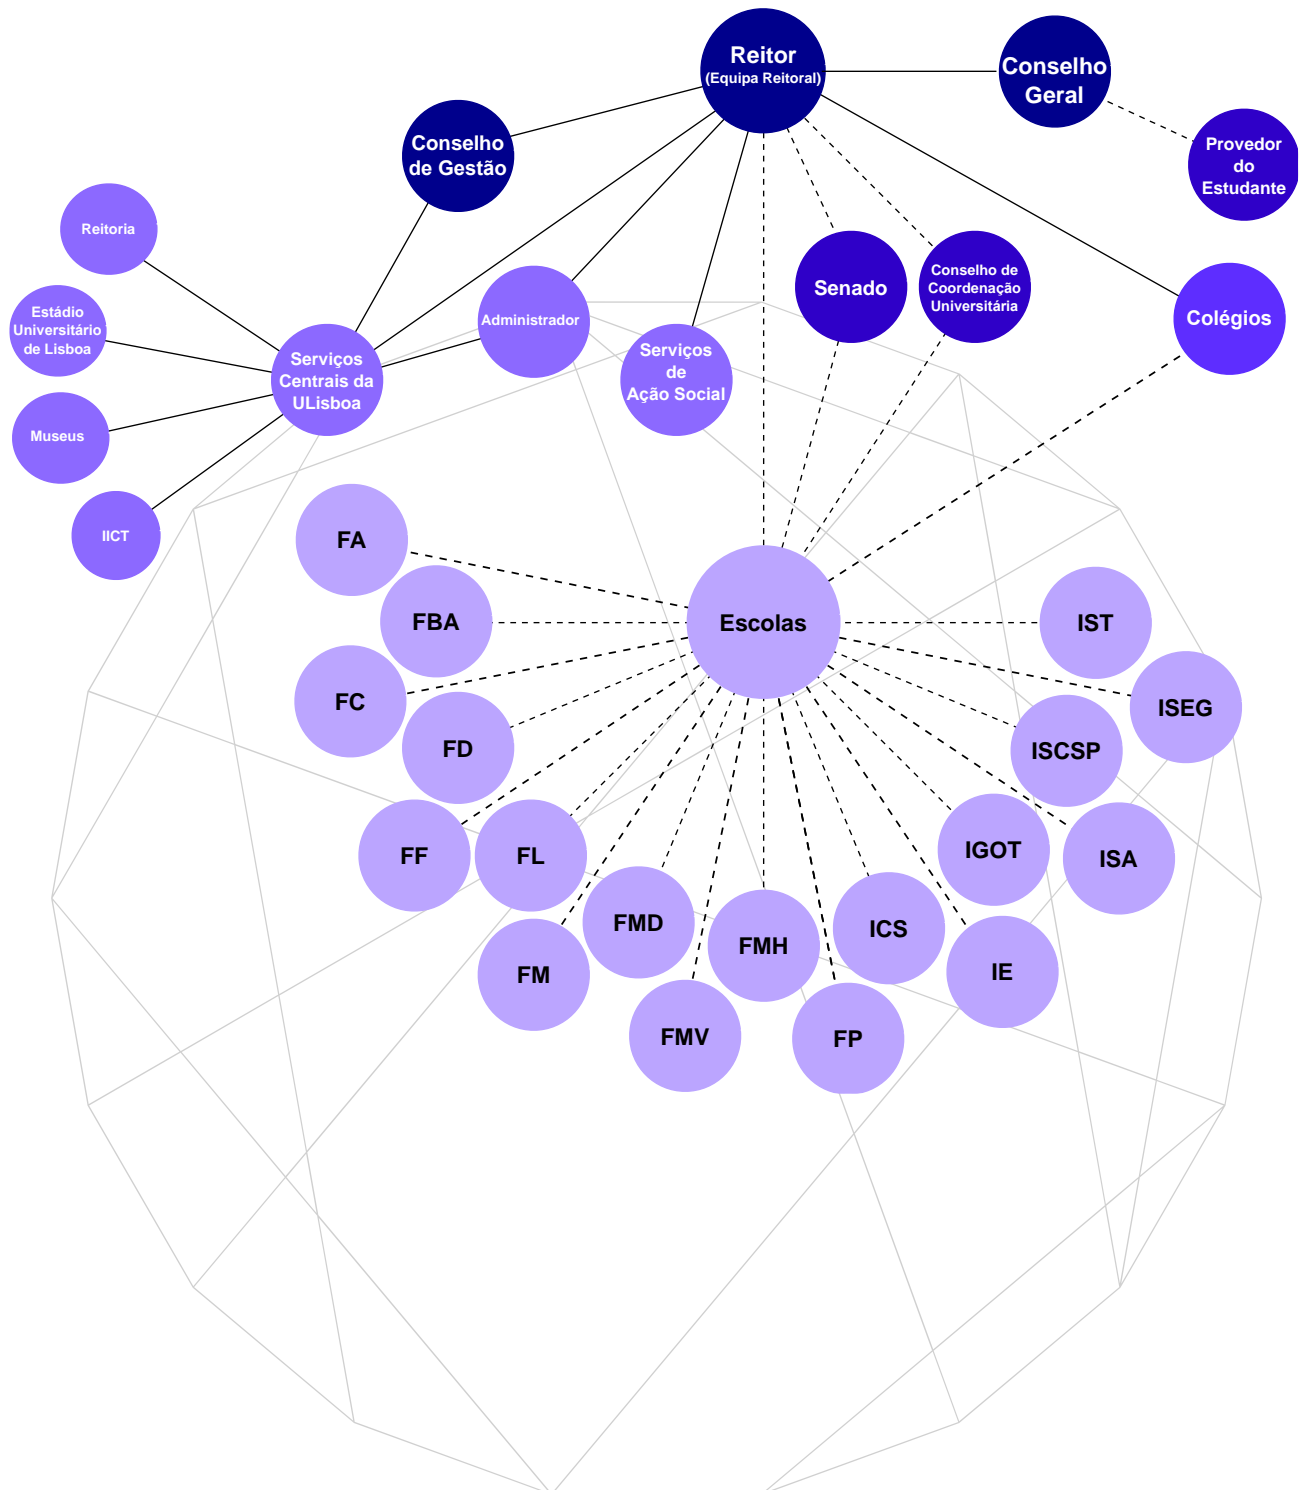 Reitor
(Equipa Reitoral)
Conselho
Geral
Conselho
de Gestão
Provedor
do
Estudante
Reitoria
Senado
Conselho de
Coordenação
Universitária
Colégios
Estádio
Universitário
de Lisboa
Administrador
Serviços
Centrais da
ULisboa
Serviços
de
Ação Social
Museus
IICT
FA
FBA
Escolas
IST
FC
ISEG
FD
ISCSP
FF
FL
IGOT
ISA
FMD
ICS
FMH
FM
IE
FMV
FP